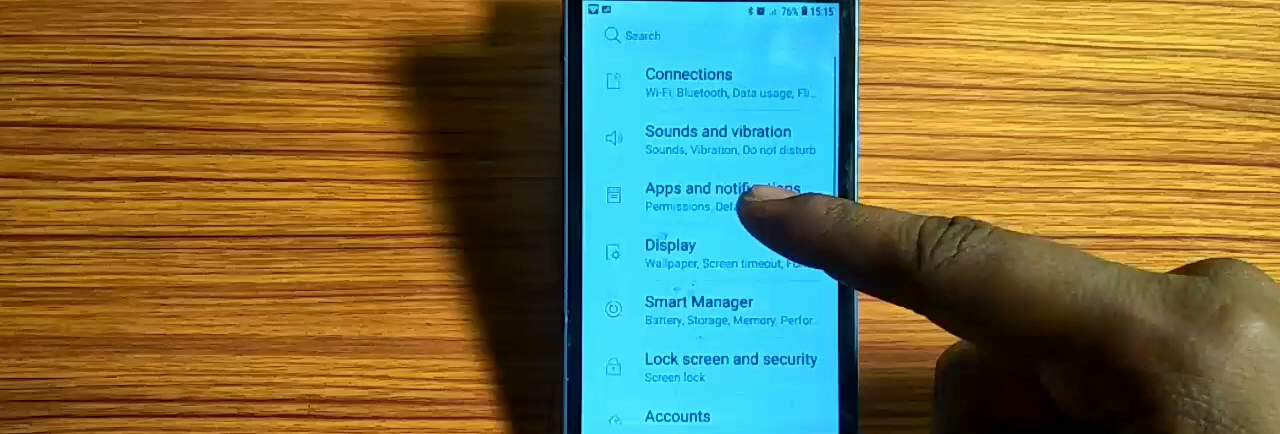 76% 15:15
Search
Connections
Wi-Fi, Bluetooth, Data usage, Fli...
Sounds and vibration
Sounds, Vibration, Do not disturb
Apps and notifications
Permissions, Defa
Display
Wallpaper, Screen timeout, F
Smart Manager
Battery, Storage, Memory, Perfor...
Lock screen and security
Screen lock
Accounts